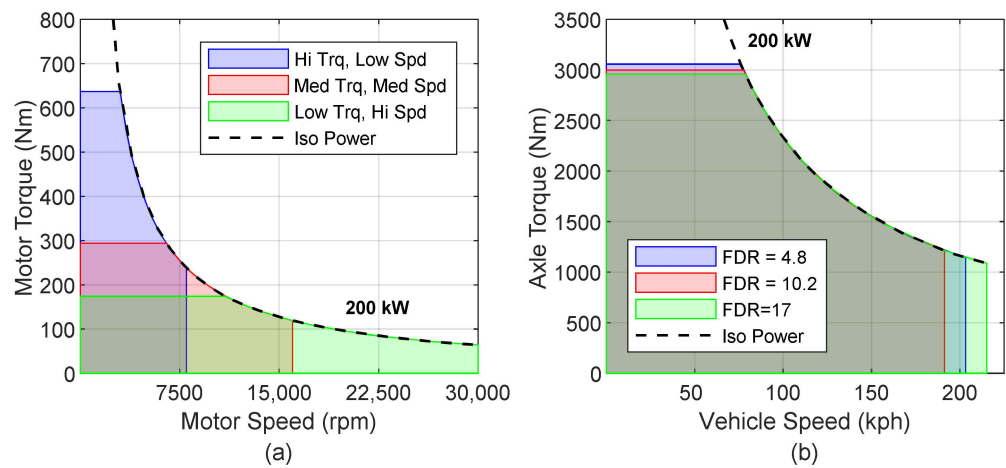 800
700
600
500
400
300
200
100
0
Motor Torque (Nm)
Hi Trq, Low Spd
Med Trq, Med Spd
Low Trq, Hi Spd
Iso Power
200 kW
7500
15,000
22,500
30,000
Motor Speed (rpm)
(a)
3500
3000
2500
2000
1500
1000
500
0
Axle Torque (Nm)
200 kW
FDR = 4.8
FDR = 10.2
FDR=17
Iso Power
50
100
150
200
Vehicle Speed (kph)
(b)